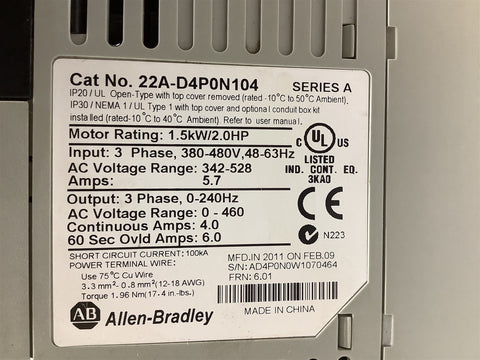 Cat No. 22A-D4P0N104 SERIES A
IP20 / UL Open-Type with top cover removed (rated -10°C to 50°C Ambient).
IP30 / NEMA 1 / UL Type 1 with top cover and optional conduit box kit
installed (rated-10°C to 40°C Ambient). Refer to user manual.
Motor Rating: 1.5kW/2.0HP
Input: 3 Phase, 380-480V,48-63Hz
AC Voltage Range: 342-528
Amps: 5.7
Output: 3 Phase, 0-240Hz
AC Voltage Range: 0 - 460
Continuous Amps: 4.0
60 Sec Ovld Amps: 6.0
C UL US
LISTED
IND. CONT. EQ.
3KA0
CE
N223
SHORT CIRCUIT CURRENT: 100kA
POWER TERMINAL WIRE:
Use 75°C Cu Wire
3.3 mm²-0.8 mm²(12-18 AWG)
Torque 1.96 Nm(17-4 in.-lbs.)
MFD.IN 2011 ON FEB.09
S/N: AD4P0N0W1070464
FRN: 6.01
AB Allen-Bradley
MADE IN CHINA